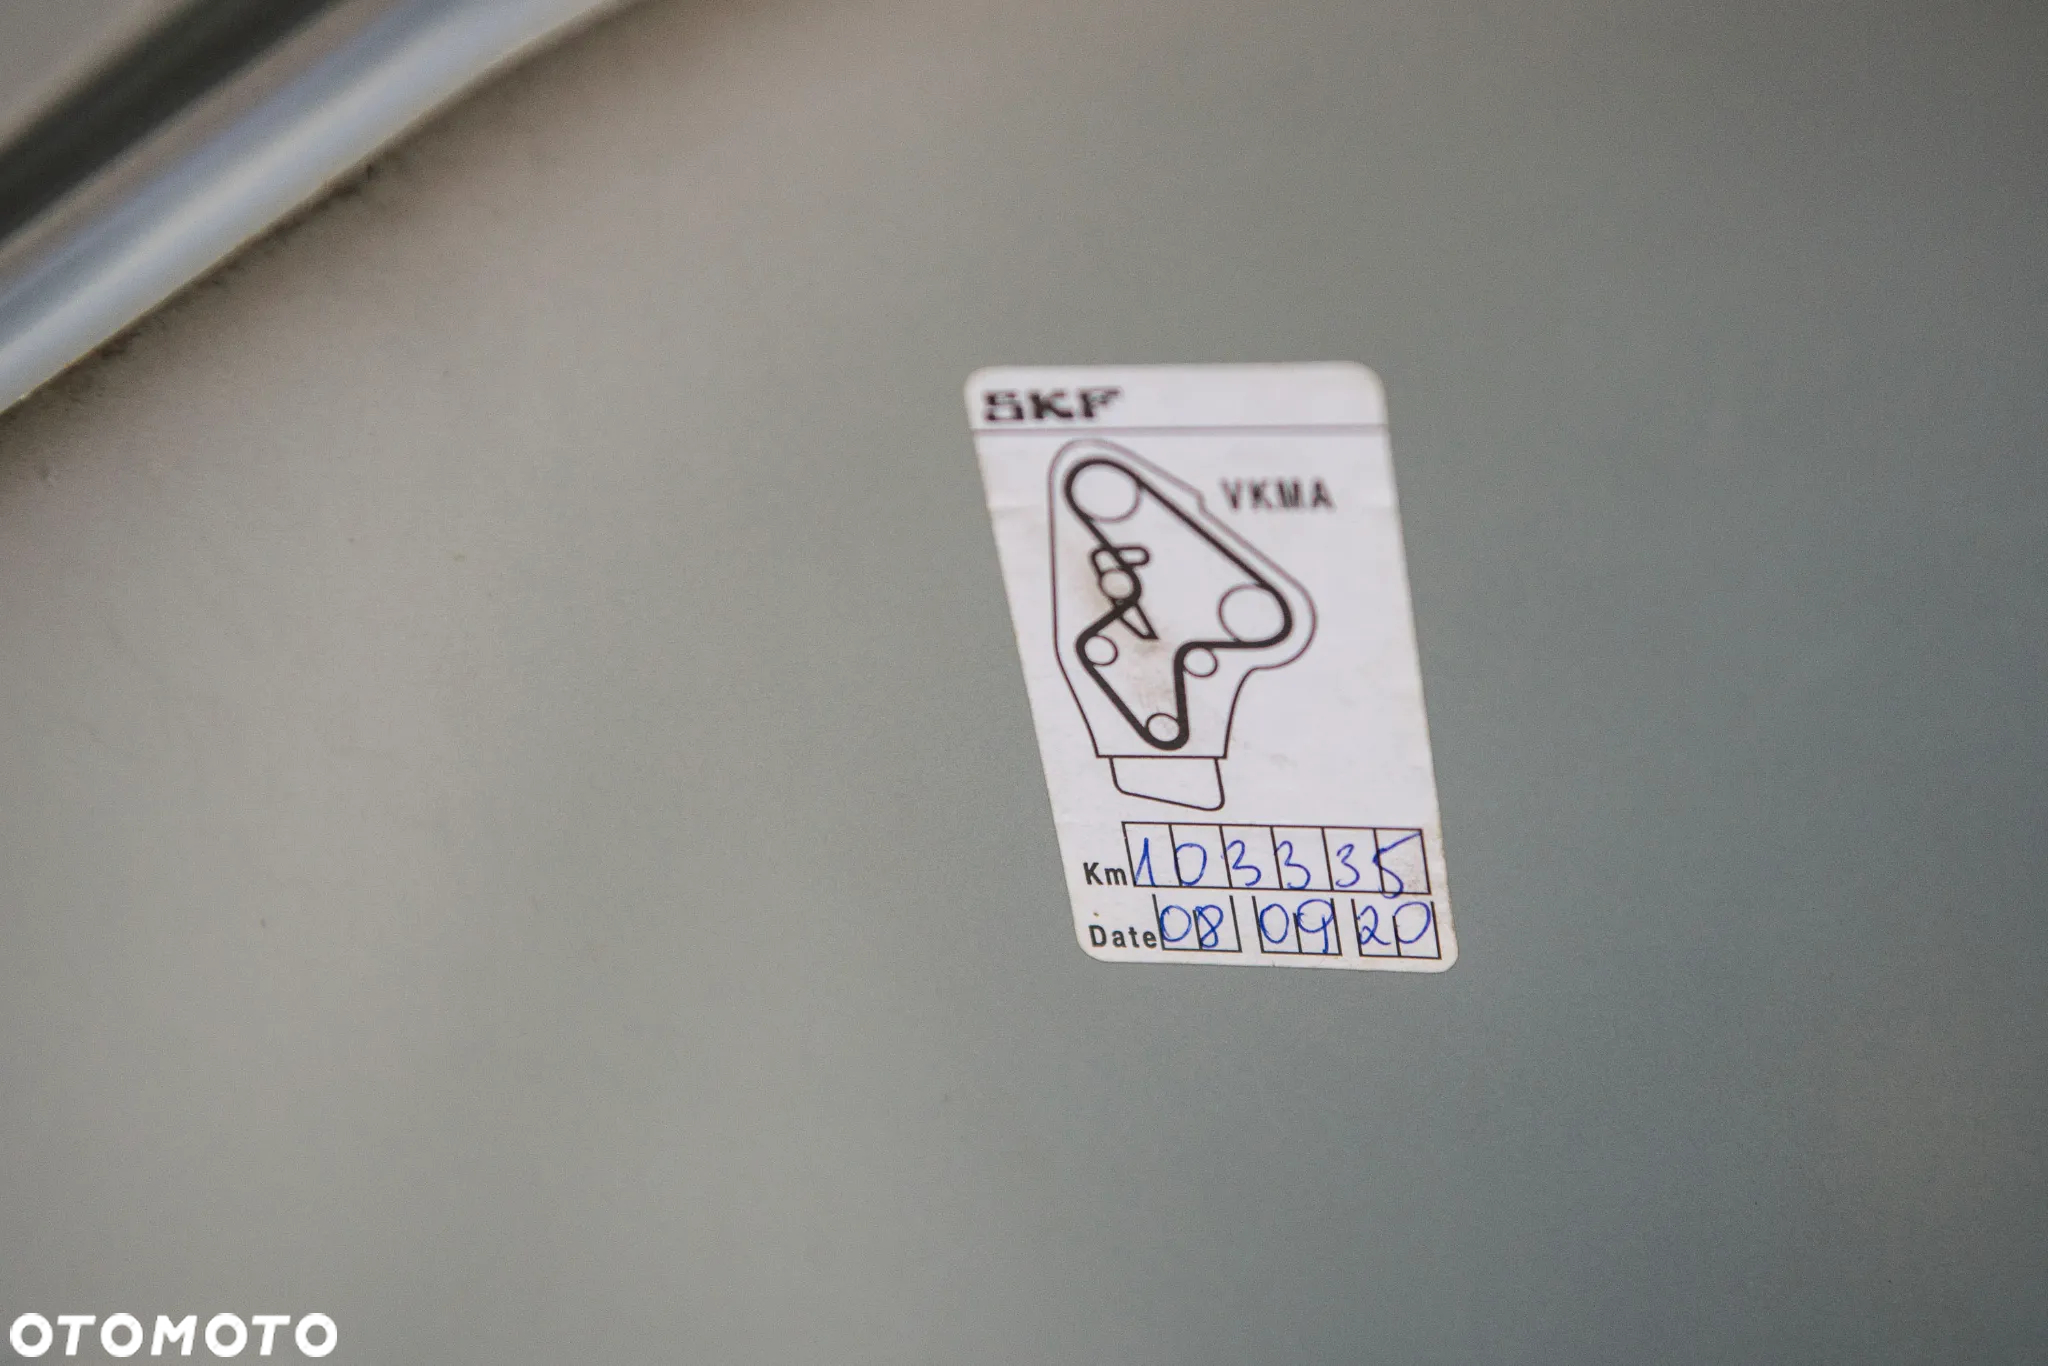 SKF
VKMA
Km 103335
Date 08 09 20
OTOMOTO